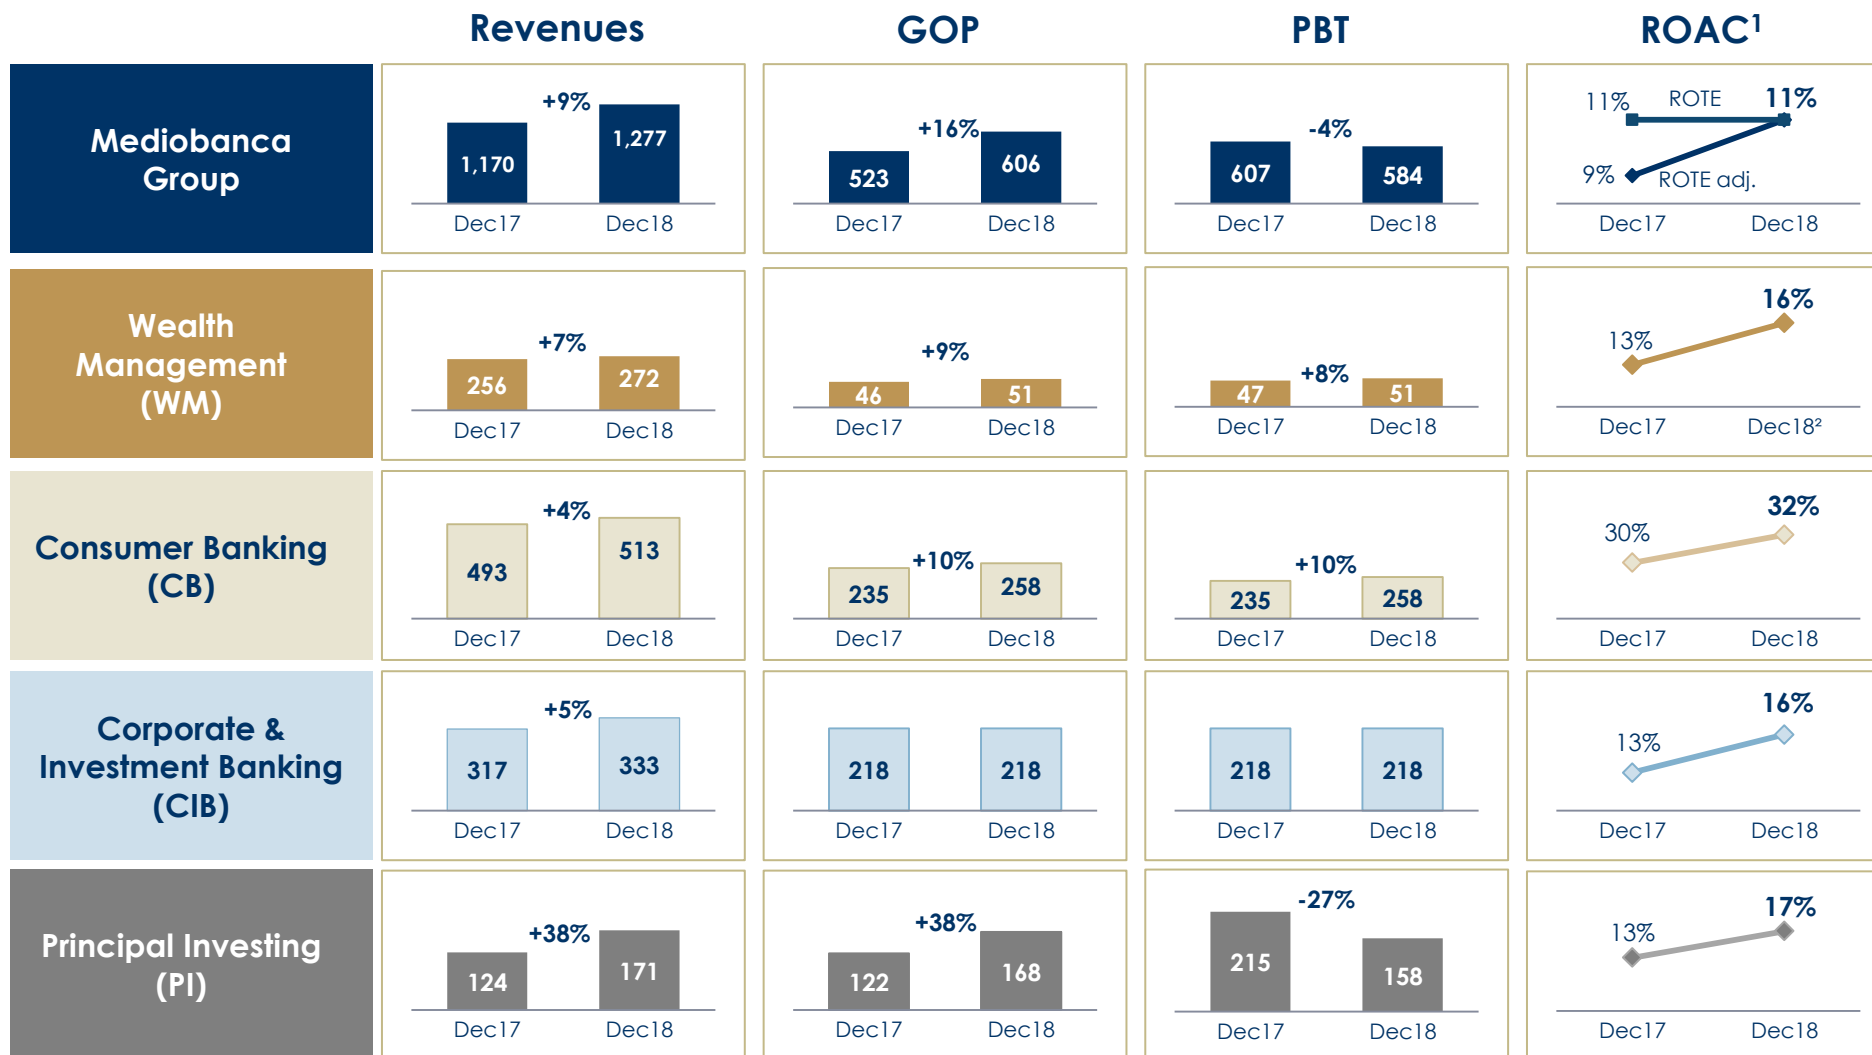 Revenues
GOP
PBT
ROAC¹
Mediobanca
Group
+9%
1,170
1,277
Dec17
Dec18
+16%
523
606
Dec17
Dec18
-4%
607
584
Dec17
Dec18
11%
ROTE
11%
9%
ROTE adj.
Dec17
Dec18
Wealth
Management
(WM)
+7%
256
272
Dec17
Dec18
+9%
46
51
Dec17
Dec18
+8%
47
51
Dec17
Dec18
16%
13%
Dec17
Dec18²
Consumer Banking
(CB)
+4%
493
513
Dec17
Dec18
+10%
235
258
Dec17
Dec18
+10%
235
258
Dec17
Dec18
32%
30%
Dec17
Dec18
Corporate &
Investment Banking
(CIB)
+5%
317
333
Dec17
Dec18
218
218
Dec17
Dec18
218
218
Dec17
Dec18
16%
13%
Dec17
Dec18
Principal Investing
(PI)
+38%
124
171
Dec17
Dec18
+38%
122
168
Dec17
Dec18
-27%
215
158
Dec17
Dec18
17%
13%
Dec17
Dec18